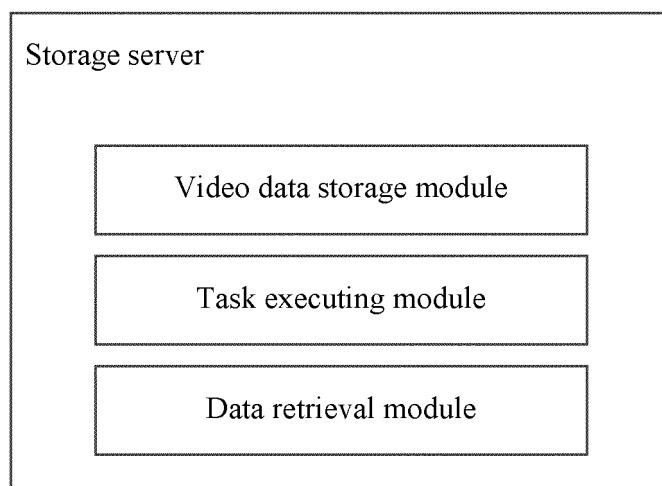 Storage server
Video data storage module
Task executing module
Data retrieval module